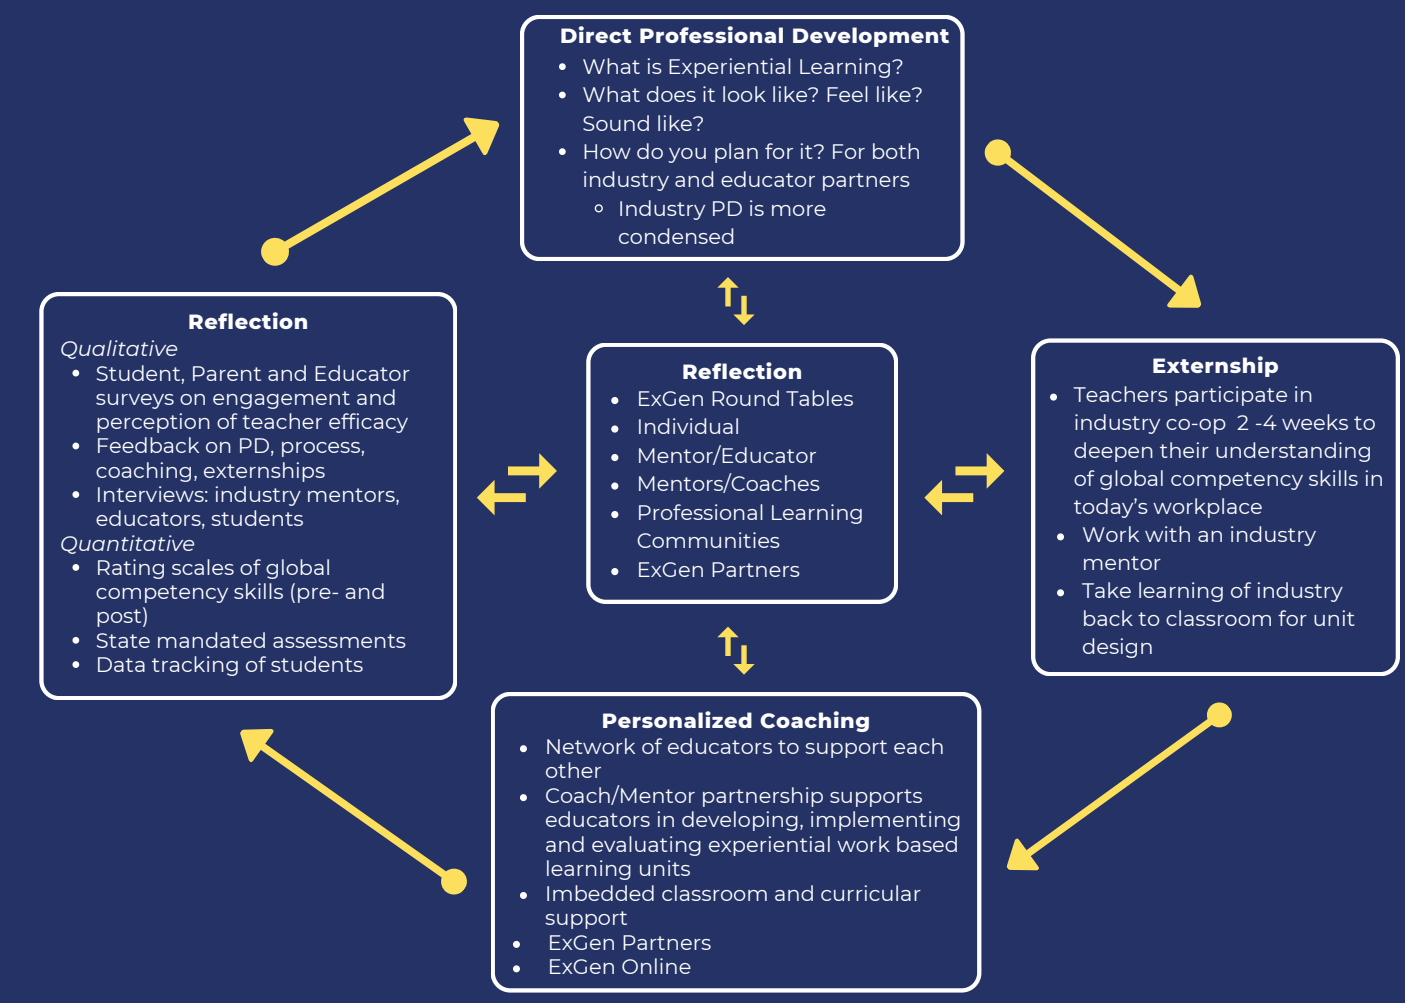 Direct Professional Development
• What is Experiential Learning?
• What does it look like? Feel like?
Sound like?
• How do you plan for it? For both
industry and educator partners
◦ Industry PD is more
condensed
Reflection
Qualitative
• Student, Parent and Educator
surveys on engagement and
perception of teacher efficacy
• Feedback on PD, process,
coaching, externships
• Interviews: industry mentors,
educators, students
Quantitative
• Rating scales of global
competency skills (pre- and
post)
• State mandated assessments
• Data tracking of students
Reflection
• ExGen Round Tables
• Individual
• Mentor/Educator
• Mentors/Coaches
• Professional Learning
Communities
• ExGen Partners
Externship
• Teachers participate in
industry co-op 2 -4 weeks to
deepen their understanding
of global competency skills in
today’s workplace
• Work with an industry
mentor
• Take learning of industry
back to classroom for unit
design
Personalized Coaching
• Network of educators to support each
other
• Coach/Mentor partnership supports
educators in developing, implementing
and evaluating experiential work based
learning units
• Imbedded classroom and curricular
support
• ExGen Partners
• ExGen Online